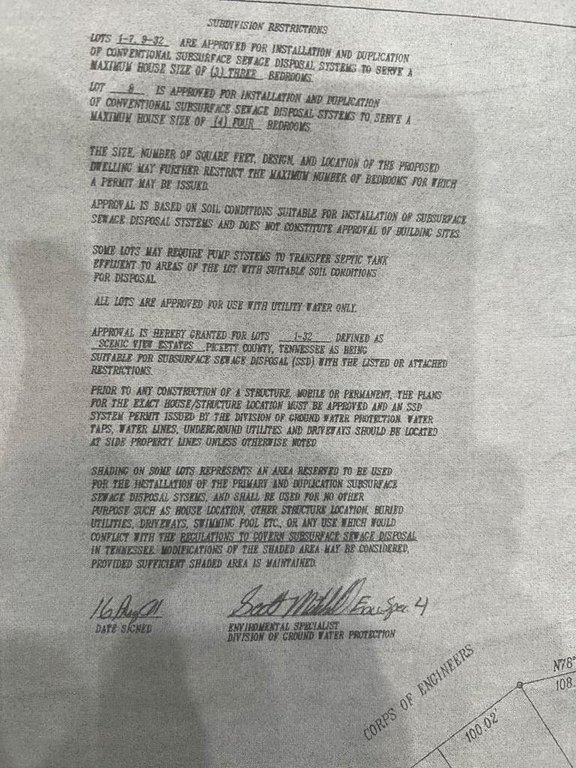 SUBDIVISION RESTRICTIONS
LOTS 1-7, 9-32 ARE APPROVED FOR INSTALLATION AND DUPLICATION
OF CONVENTIONAL SUBSURFACE SEWAGE DISPOSAL SYSTEMS TO SERVE A
MAXIMUM HOUSE SIZE OF (3) THREE BEDROOMS.
LOT 8 IS APPROVED FOR INSTALLATION AND DUPLICATION
OF CONVENTIONAL SUBSURFACE SEWAGE DISPOSAL SYSTEMS TO SERVE A
MAXIMUM HOUSE SIZE OF (4) FOUR BEDROOMS.
THE SIZE, NUMBER OF SQUARE FEET, DESIGN, AND LOCATION OF THE PROPOSED
DWELLING MAY FURTHER RESTRICT THE MAXIMUM NUMBER OF BEDROOMS FOR WHICH
A PERMIT MAY BE ISSUED.
APPROVAL IS BASED ON SOIL CONDITIONS SUITABLE FOR INSTALLATION OF SUBSURFACE
SEWAGE DISPOSAL SYSTEMS AND DOES NOT CONSTITUTE APPROVAL OF BUILDING SITES.
SOME LOTS MAY REQUIRE PUMP SYSTEMS TO TRANSFER SEPTIC TANK
EFFLUENT TO AREAS OF THE LOT WITH SUITABLE SOIL CONDITIONS
FOR DISPOSAL.
ALL LOTS ARE APPROVED FOR USE WITH UTILITY WATER ONLY.
APPROVAL IS HEREBY GRANTED FOR LOTS 1-32 DEFINED AS
SCENIC VIEW ESTATES PICKETT COUNTY, TENNESSEE AS BEING
SUITABLE FOR SUBSURFACE SEWAGE DISPOSAL (SSD) WITH THE LISTED OR ATTACHED
RESTRICTIONS.
PRIOR TO ANY CONSTRUCTION OF A STRUCTURE, MOBILE OR PERMANENT, THE PLANS
FOR THE EXACT HOUSE/STRUCTURE LOCATION MUST BE APPROVED AND AN SSD
SYSTEM PERMIT ISSUED BY THE DIVISION OF GROUND WATER PROTECTION. WATER
TAPS, WATER LINES, UNDERGROUND UTILITES AND DRIVEWAYS SHOULD BE LOCATED
AT SIDE PROPERTY LINES UNLESS OTHERWISE NOTED
SHADING ON SOME LOTS REPRESENTS AN AREA RESERVED TO BE USED
FOR THE INSTALLATION OF THE PRIMARY AND DUPLICATION SUBSURFACE
SEWAGE DISPOSAL SYSEMS, AND SHALL BE USED FOR NO OTHER
PURPOSE SUCH AS HOUSE LOCATION, OTHER STRUCTURE LOCATION, BURIED
UTILITIES, DRIVEWAYS, SWIMMING POOL ETC., OR ANY USE WHICH WOULD
CONFLICT WITH THE REGULATIONS TO GOVERN SUBSURFACE SEWAGE DISPOSAL
IN TENNESSEE. MODIFICATIONS OF THE SHADED AREA MAY BE CONSIDERED,
PROVIDED SUFFICIENT SHADED AREA IS MAINTAINED.
16 Env Spec 4
DATE SIGNED
ENVIROMENTAL SPECIALIST
DIVISION OF GROUND WATER PROTECTION
CORPS OF ENGINEERS
100.02'
N78°
108.